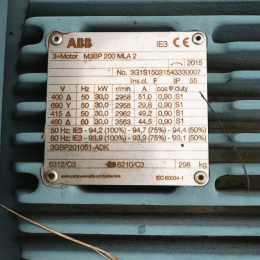 ABB IE3 CE
3~Motor M3BP 200 MLA 2
2015
No. 3G1S15031543330007
ins.cl. F IP 55
V Hz kW r/min A cos φ duty
400 Δ 50 30,0 2958 51,0 0,90 S1
690 Y 50 30,0 2958 29,6 0,90 S1
415 Δ 50 30,0 2962 49,2 0,90 S1
460 Δ 60 30,0 3563 44,5 0,90 S1
50 Hz: IE3 - 94,2 (100%) - 94,7 (75%) - 94,4 (50%)
60 Hz: IE3 - 93,9 (100%) - 93,9 (75%) - 93,1 (50%)
3GBP201051-ADK
6312/C3 6210/C3 298 kg
IEC 60034-1